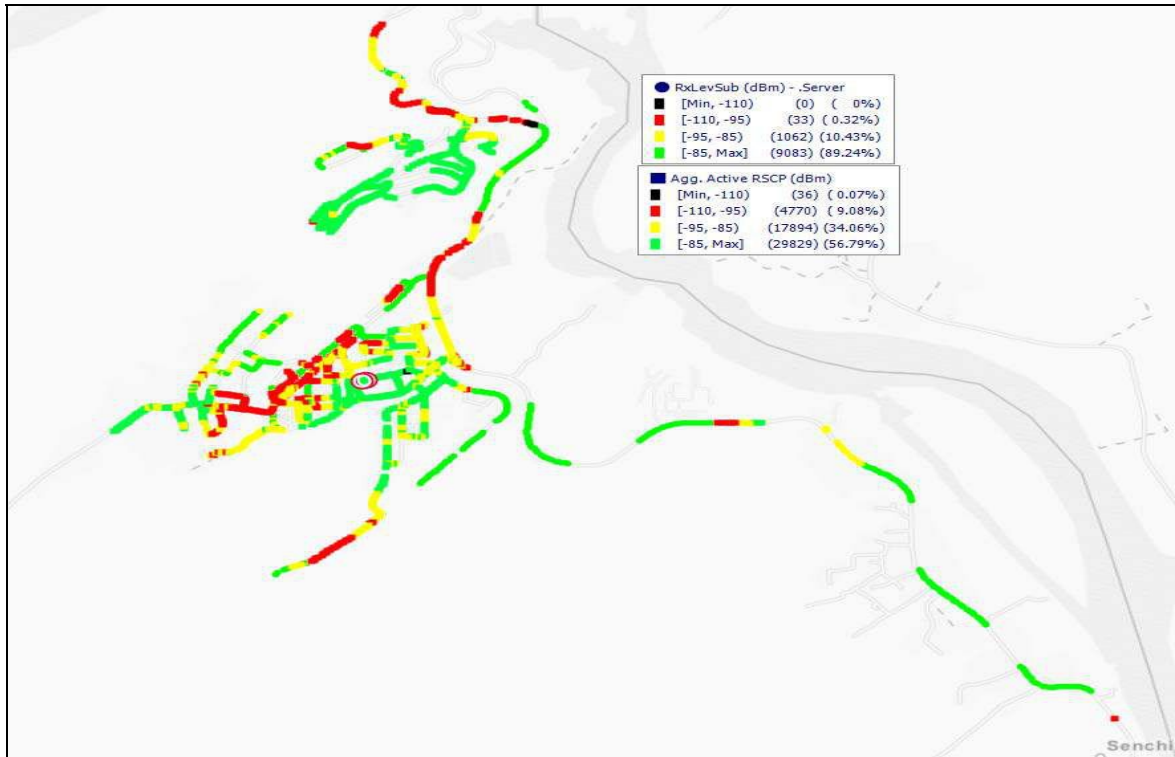 RxLevSub (dBm) - .Server
[Min, -110) (0) ( 0%)
[-110, -95) (33) ( 0.32%)
[-95, -85) (1062) (10.43%)
[-85, Max] (9083) (89.24%)
Agg. Active RSCP (dBm)
[Min, -110) (36) ( 0.07%)
[-110, -95) (4770) ( 9.08%)
[-95, -85) (17894) (34.06%)
[-85, Max] (29829) (56.79%)
Senchi